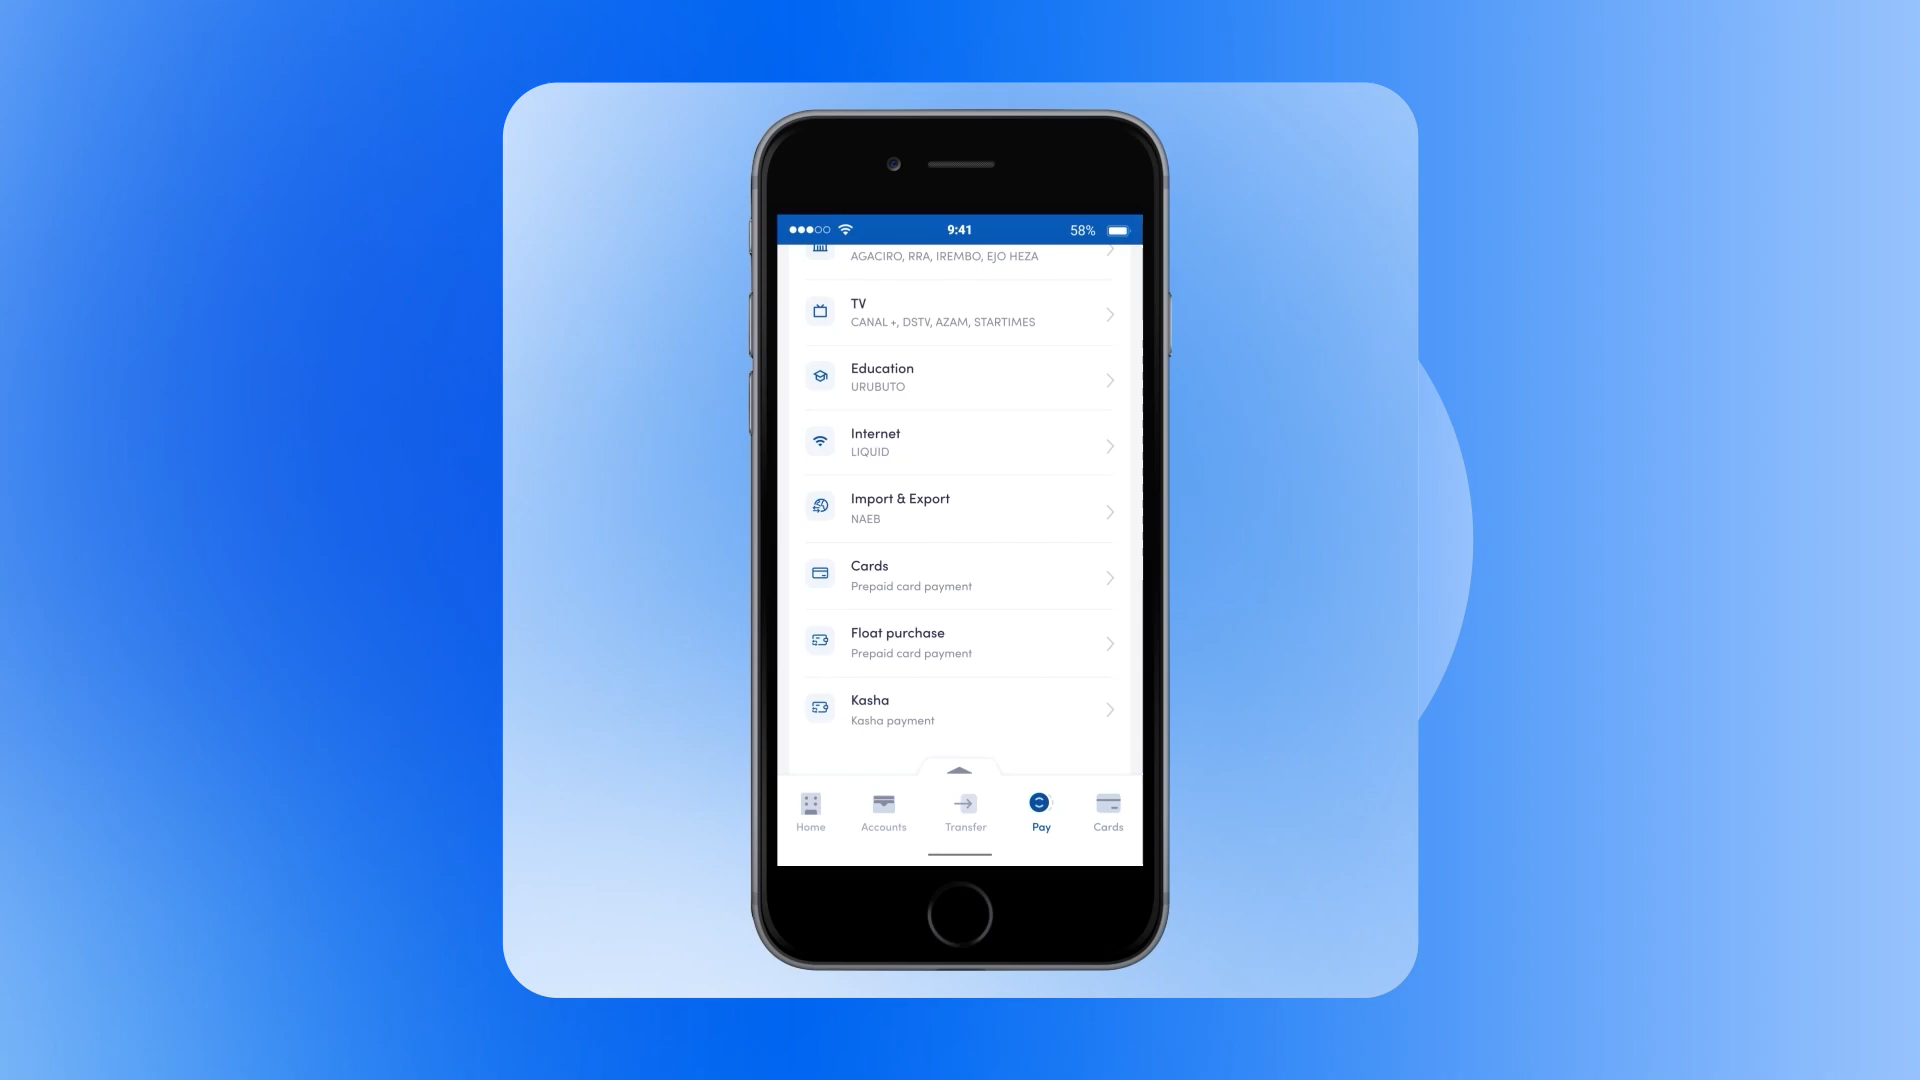 9:41
58%
AGACIRO, RRA, IREMBO, EJO HEZA
TV
CANAL +, DSTV, AZAM, STARTIMES
Education
URUBUTO
Internet
LIQUID
Import & Export
NAEB
Cards
Prepaid card payment
Float purchase
Prepaid card payment
Kasha
Kasha payment
Home
Accounts
Transfer
Pay
Cards